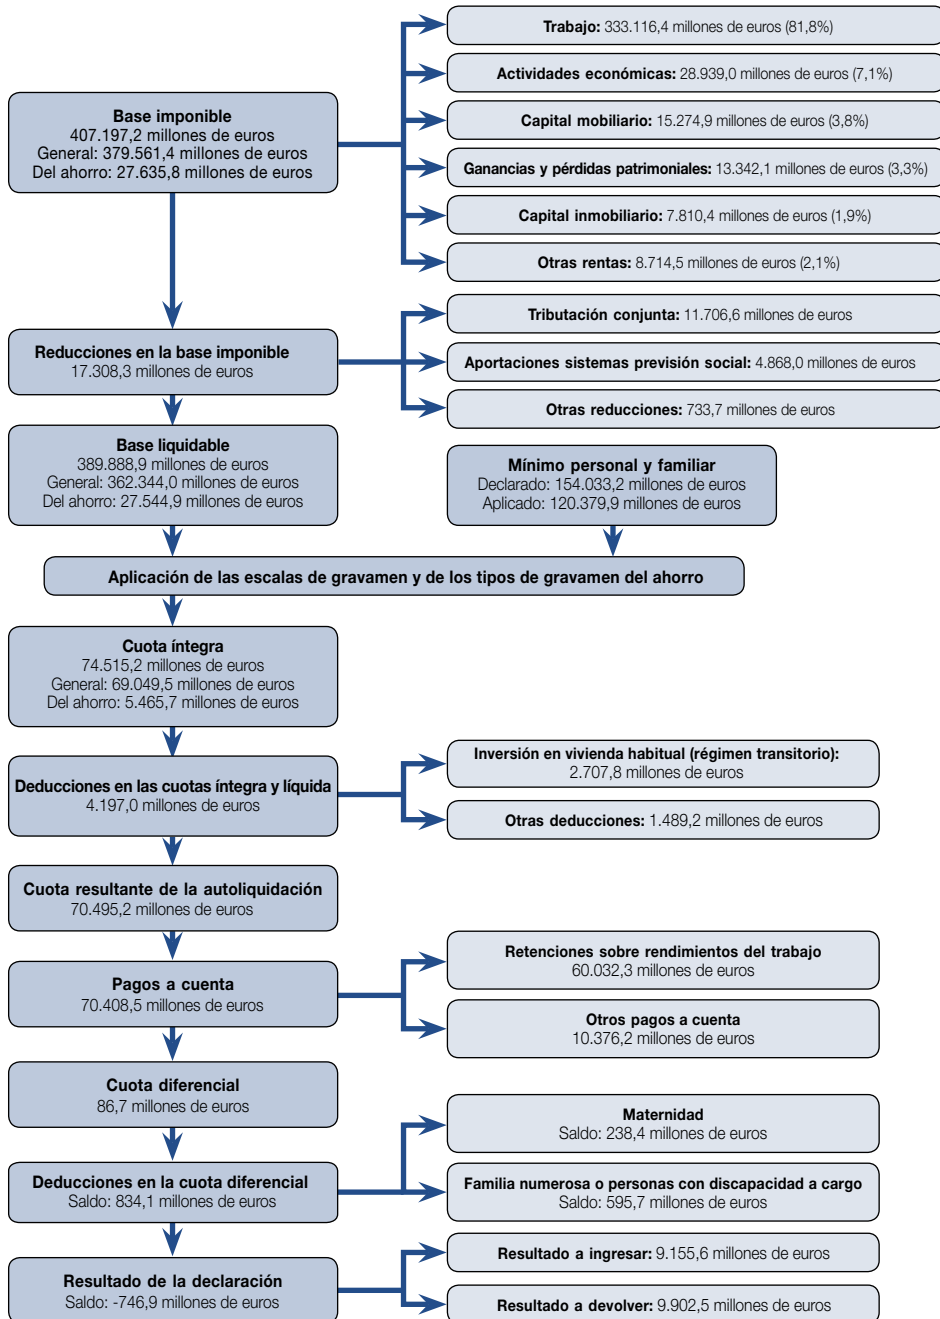 Trabajo: 333.116,4 millones de euros (81,8%)
Actividades económicas: 28.939,0 millones de euros (7,1%)
Base imponible
407.197,2 millones de euros
General: 379.561,4 millones de euros
Del ahorro: 27.635,8 millones de euros
Capital mobiliario: 15.274,9 millones de euros (3,8%)
Ganancias y pérdidas patrimoniales: 13.342,1 millones de euros (3,3%)
Capital inmobiliario: 7.810,4 millones de euros (1,9%)
Otras rentas: 8.714,5 millones de euros (2,1%)
Reducciones en la base imponible
17.308,3 millones de euros
Tributación conjunta: 11.706,6 millones de euros
Aportaciones sistemas previsión social: 4.868,0 millones de euros
Otras reducciones: 733,7 millones de euros
Base liquidable
389.888,9 millones de euros
General: 362.344,0 millones de euros
Del ahorro: 27.544,9 millones de euros
Mínimo personal y familiar
Declarado: 154.033,2 millones de euros
Aplicado: 120.379,9 millones de euros
Aplicación de las escalas de gravamen y de los tipos de gravamen del ahorro
Cuota íntegra
74.515,2 millones de euros
General: 69.049,5 millones de euros
Del ahorro: 5.465,7 millones de euros
Deducciones en las cuotas íntegra y líquida
4.197,0 millones de euros
Inversión en vivienda habitual (régimen transitorio):
2.707,8 millones de euros
Otras deducciones: 1.489,2 millones de euros
Cuota resultante de la autoliquidación
70.495,2 millones de euros
Pagos a cuenta
70.408,5 millones de euros
Retenciones sobre rendimientos del trabajo
60.032,3 millones de euros
Otros pagos a cuenta
10.376,2 millones de euros
Cuota diferencial
86,7 millones de euros
Deducciones en la cuota diferencial
Saldo: 834,1 millones de euros
Maternidad
Saldo: 238,4 millones de euros
Familia numerosa o personas con discapacidad a cargo
Saldo: 595,7 millones de euros
Resultado de la declaración
Saldo: -746,9 millones de euros
Resultado a ingresar: 9.155,6 millones de euros
Resultado a devolver: 9.902,5 millones de euros